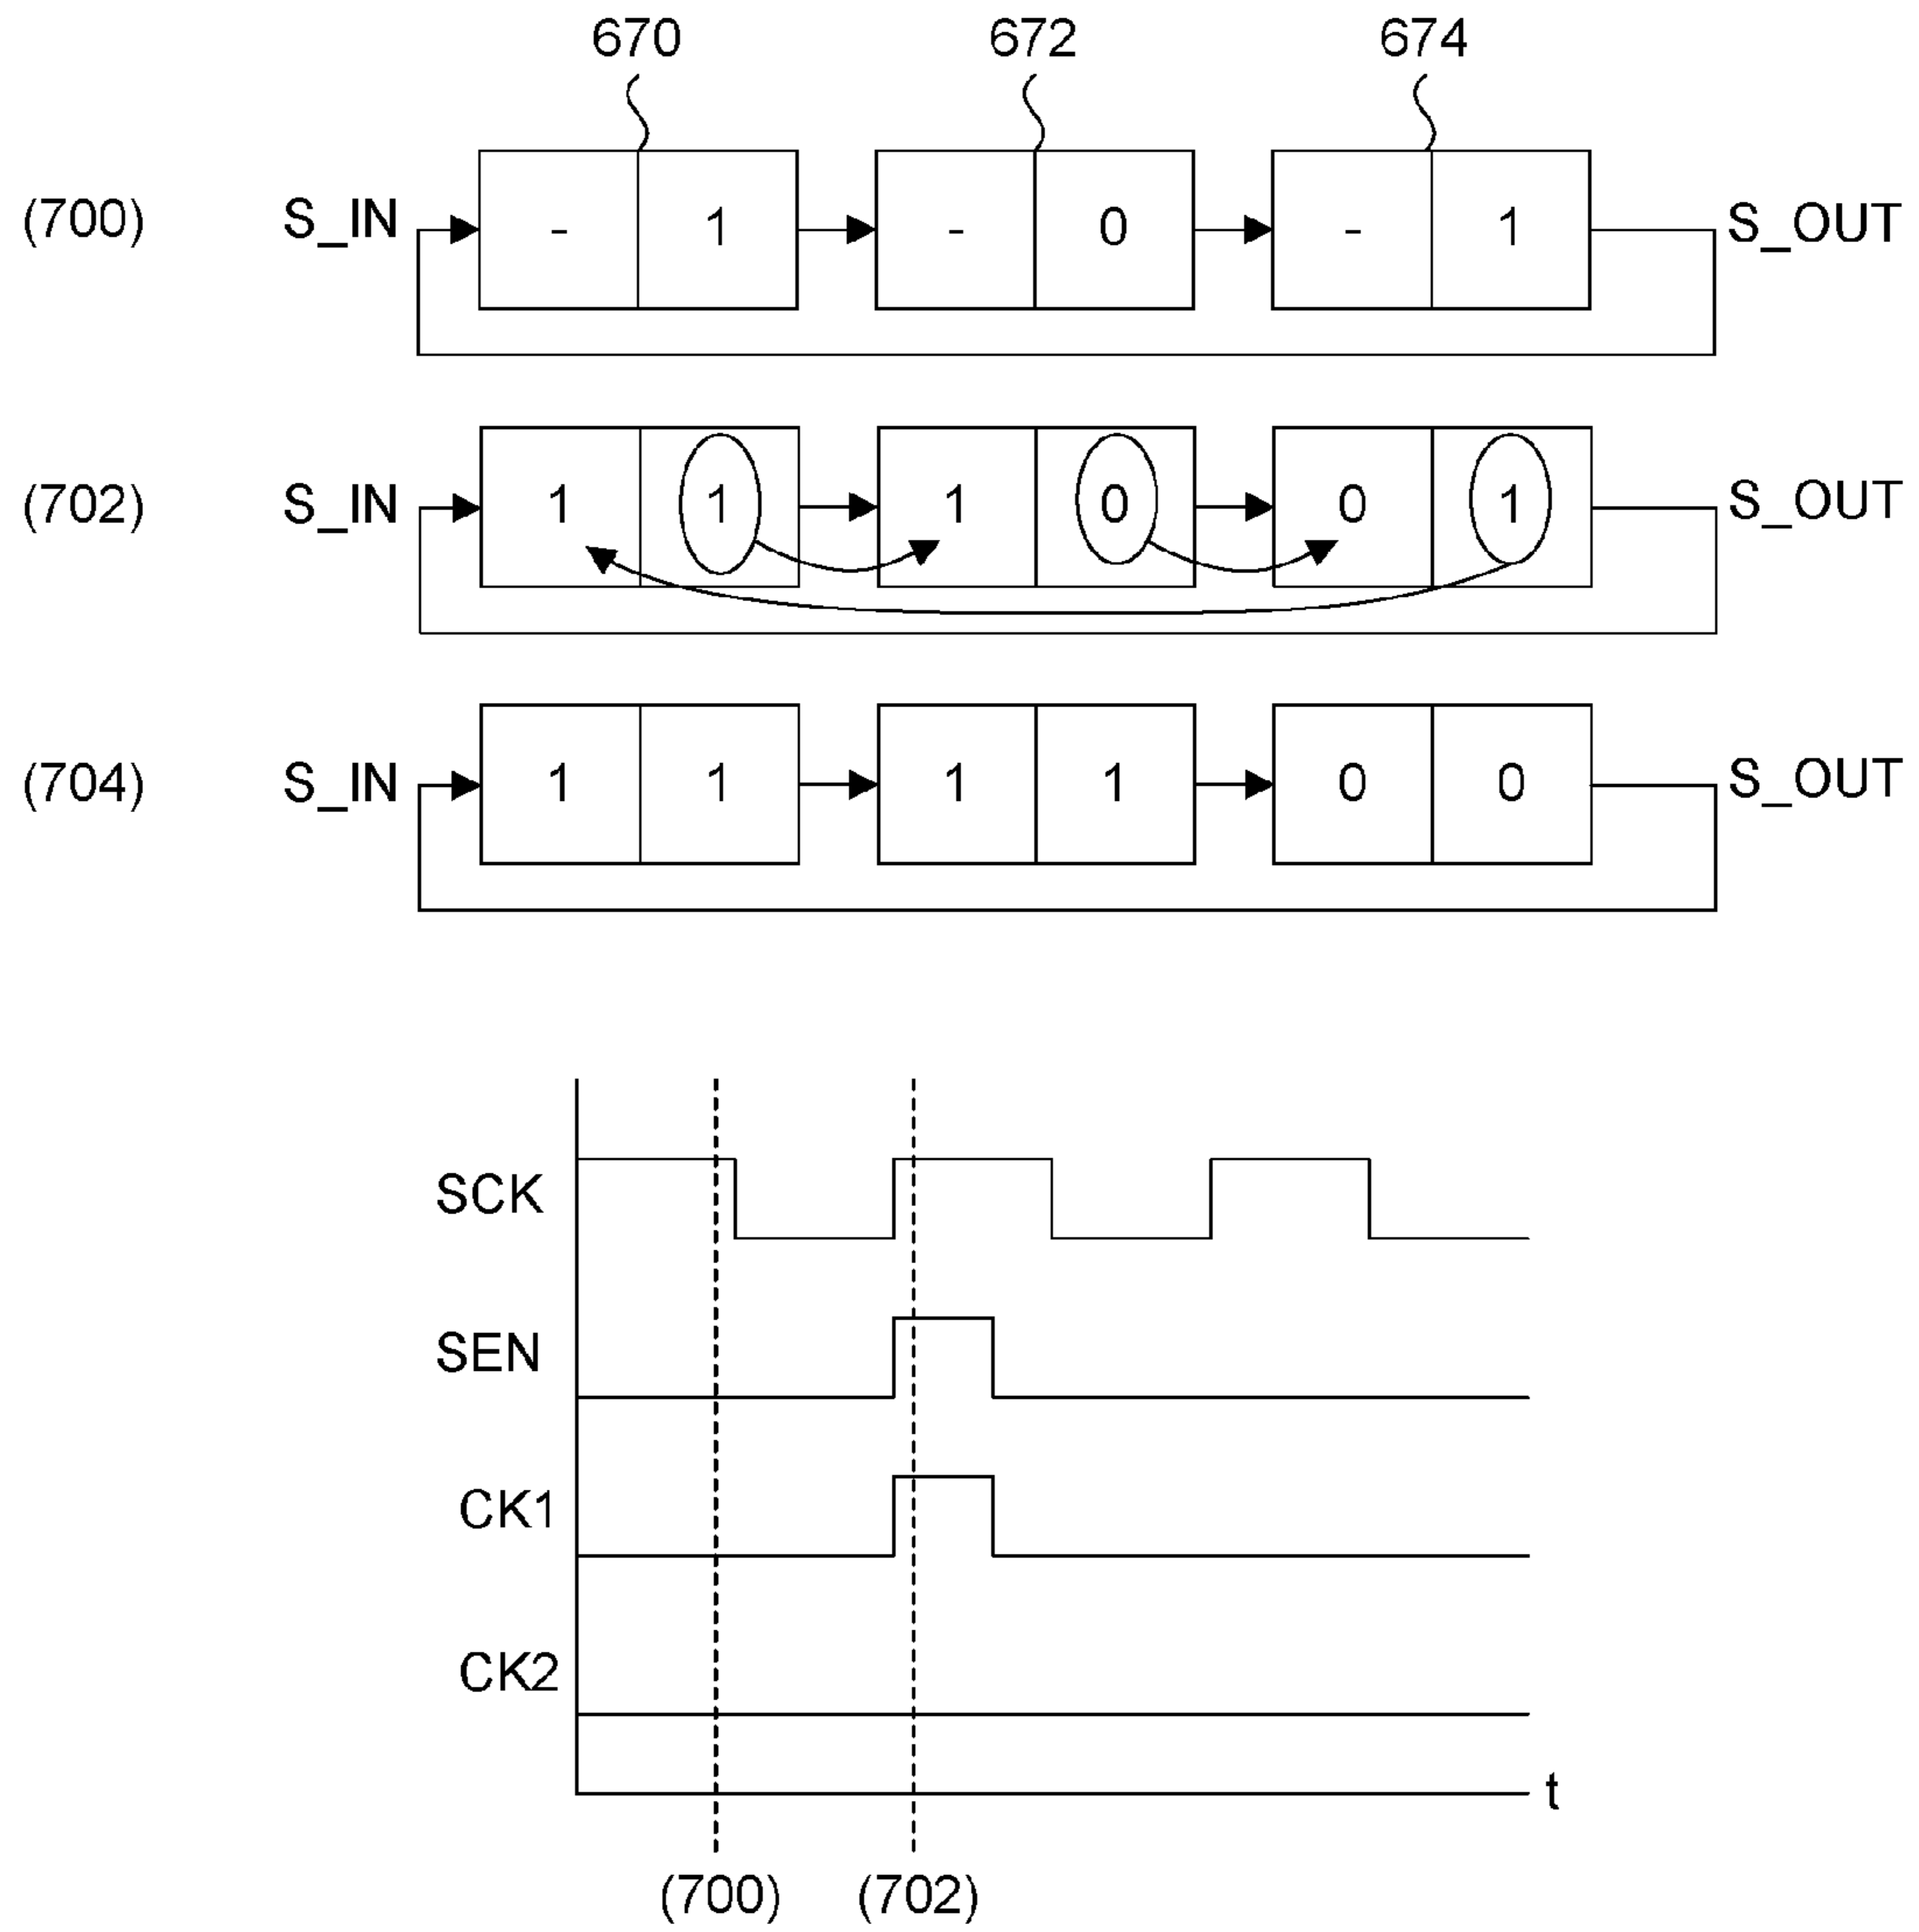 670 672 674
(700) S_IN - 1 - 0 - 1 S_OUT
(702) S_IN 1 1 1 0 0 1 S_OUT
(704) S_IN 1 1 1 1 0 0 S_OUT
SCK
SEN
CK1
CK2
t
(700) (702)